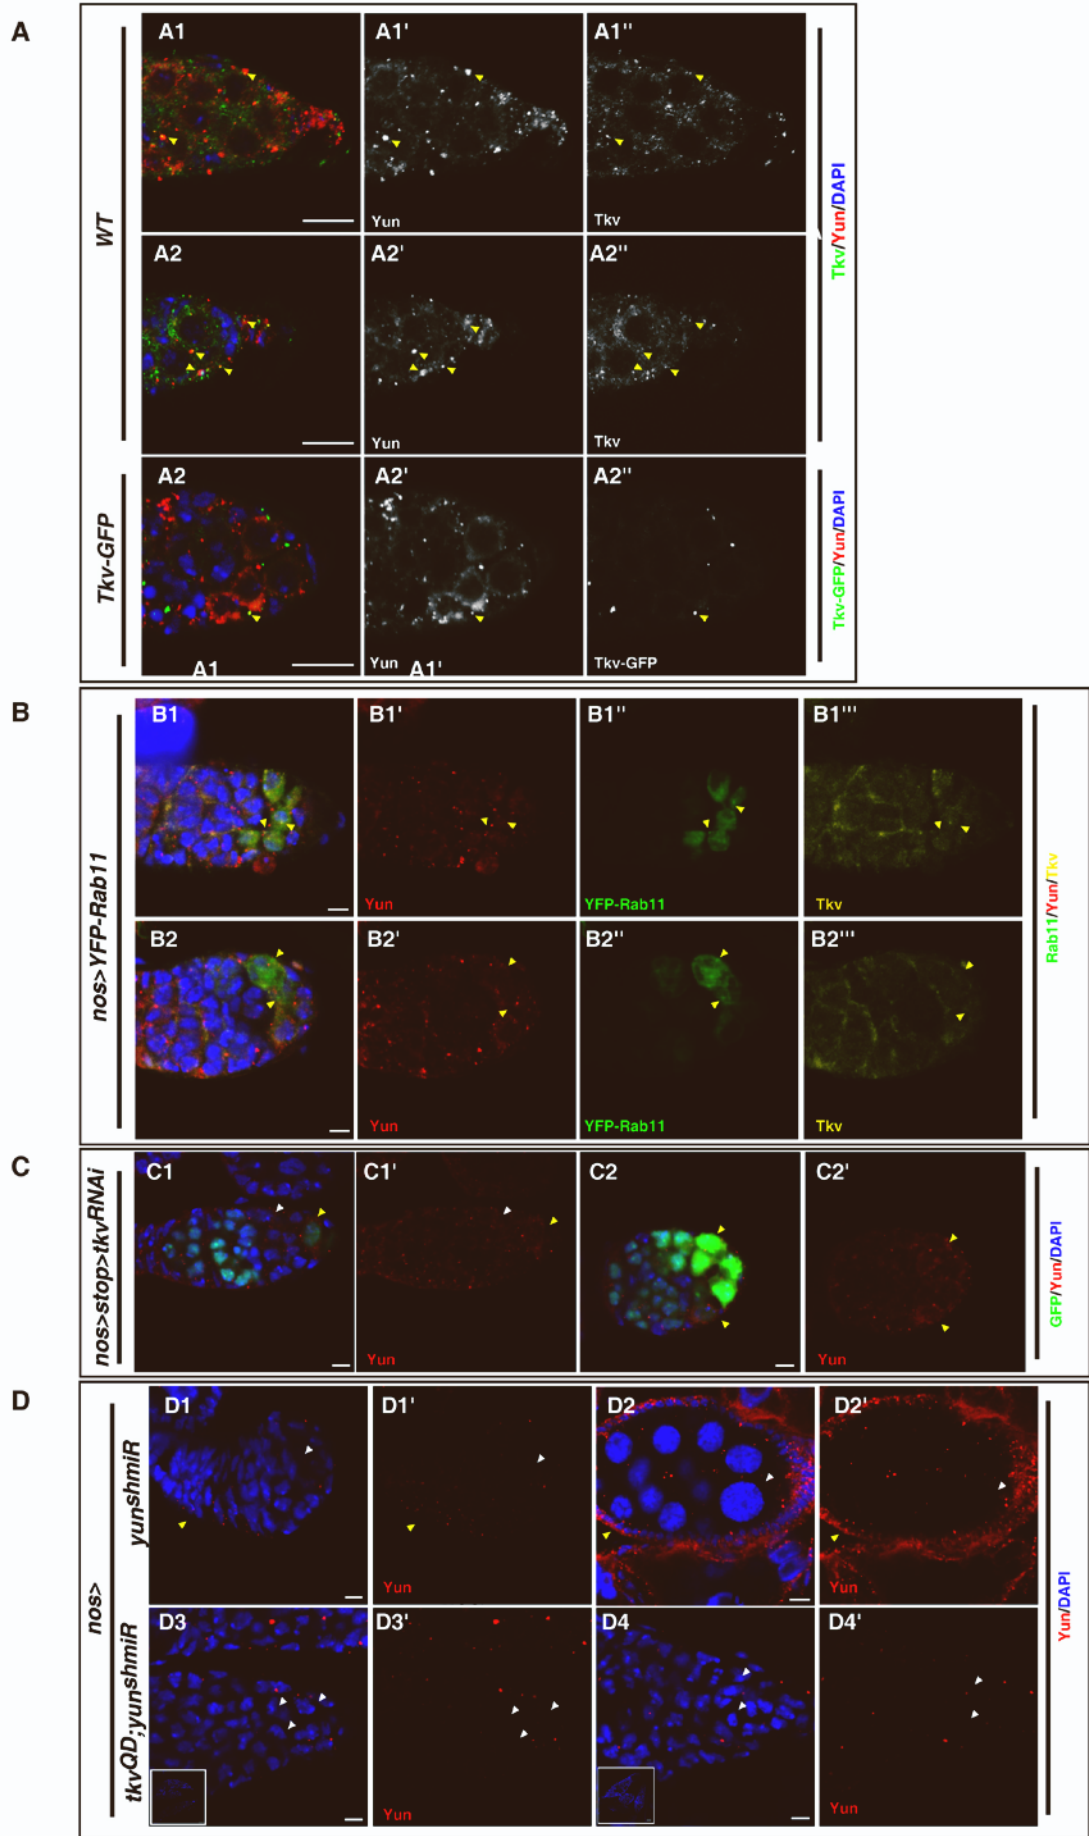 A
A1
A1'
A1''
Yun
Tkv
A2
A2'
A2''
Yun
Tkv
WT
Tkv/Yun/DAPI
A2
A2'
A2''
A1
Yun
A1'
Tkv-GFP
Tkv-GFP
Tkv-GFP/Yun/DAPI
B
B1
B1'
B1''
B1'''
Yun
YFP-Rab11
Tkv
B2
B2'
B2''
B2'''
Yun
YFP-Rab11
Tkv
nos>YFP-Rab11
Rab11/Yun/Tkv
C
C1
C1'
C2
C2'
Yun
Yun
nos>stop>tkvRNAi
GFP/Yun/DAPI
D
D1
D1'
D2
D2'
Yun
Yun
D3
D3'
D4
D4'
Yun
Yun
nos>
yunshmiR
tkvQD;yunshmiR
Yun/DAPI